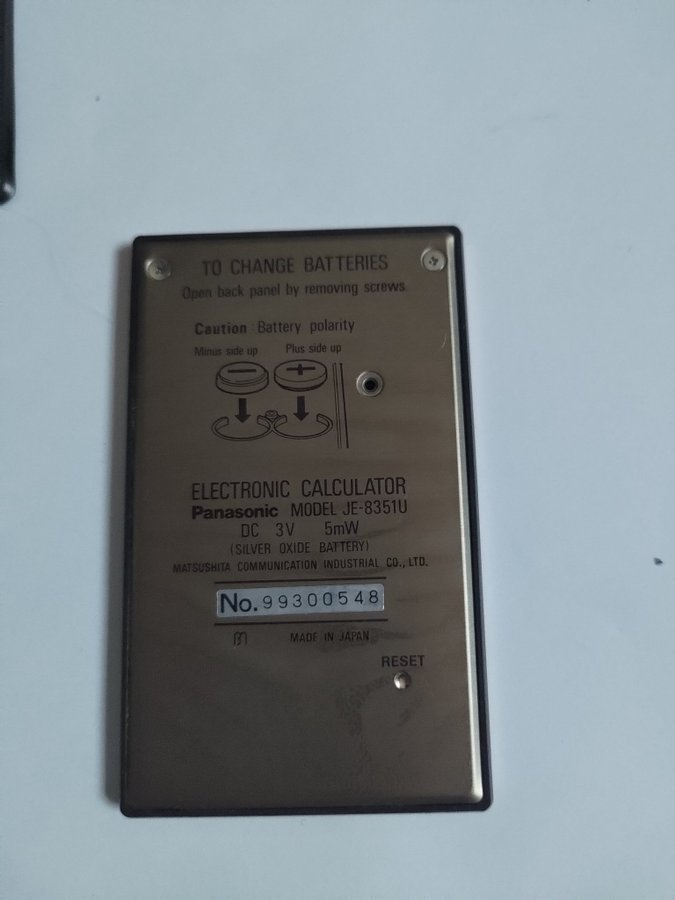 TO CHANGE BATTERIES
Open back panel by removing screws
Caution : Battery polarity
Minus side up Plus side up
− +
ELECTRONIC CALCULATOR
Panasonic MODEL JE-8351U
DC 3V 5mW
(SILVER OXIDE BATTERY)
MATSUSHITA COMMUNICATION INDUSTRIAL CO., LTD.
No. 99300548
MADE IN JAPAN
RESET